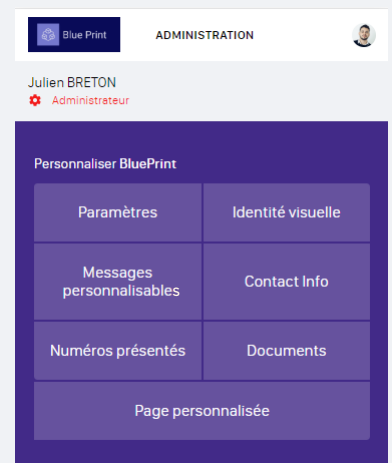 Blue Print
ADMINISTRATION
Julien BRETON
Administrateur
Personnaliser BluePrint
Paramètres
Identité visuelle
Messages
personnalisables
Contact Info
Numéros présentés
Documents
Page personnalisée